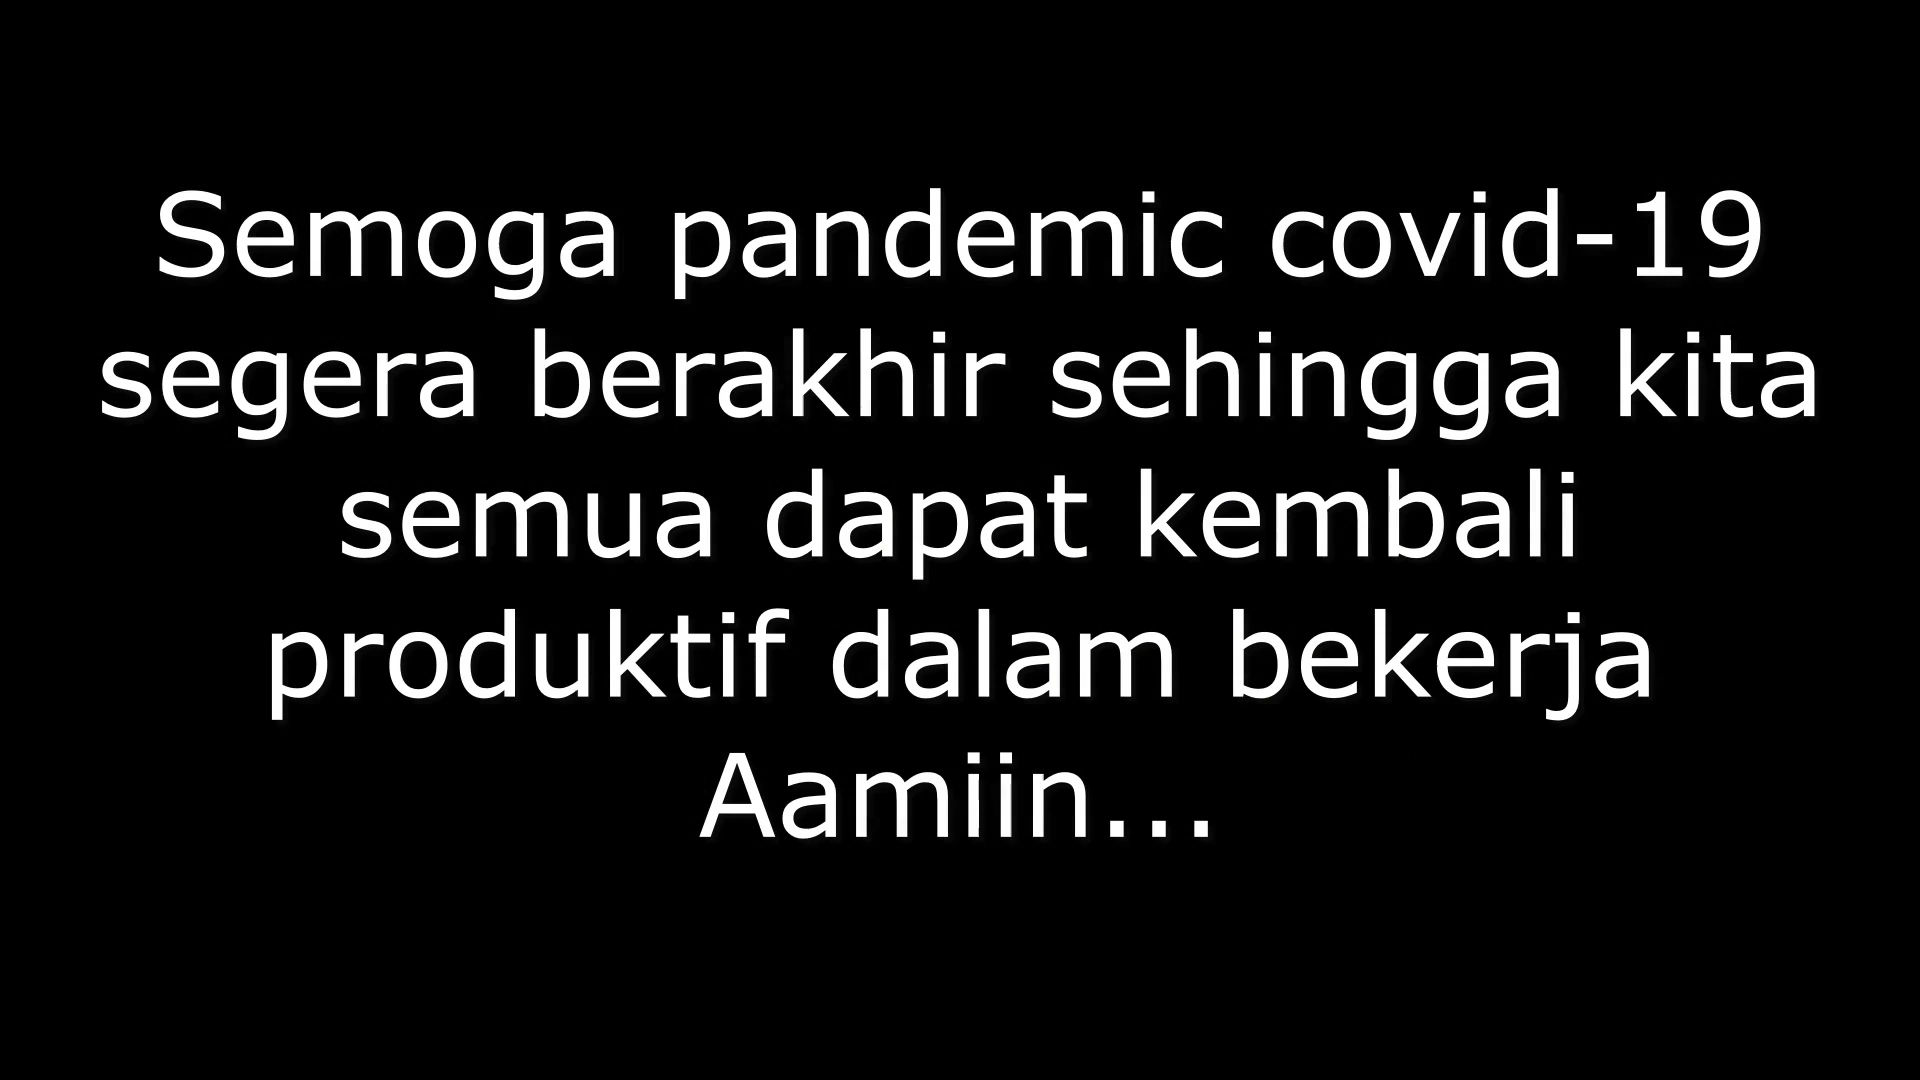 Semoga pandemic covid-19
segera berakhir sehingga kita
semua dapat kembali
produktif dalam bekerja
Aamiin...